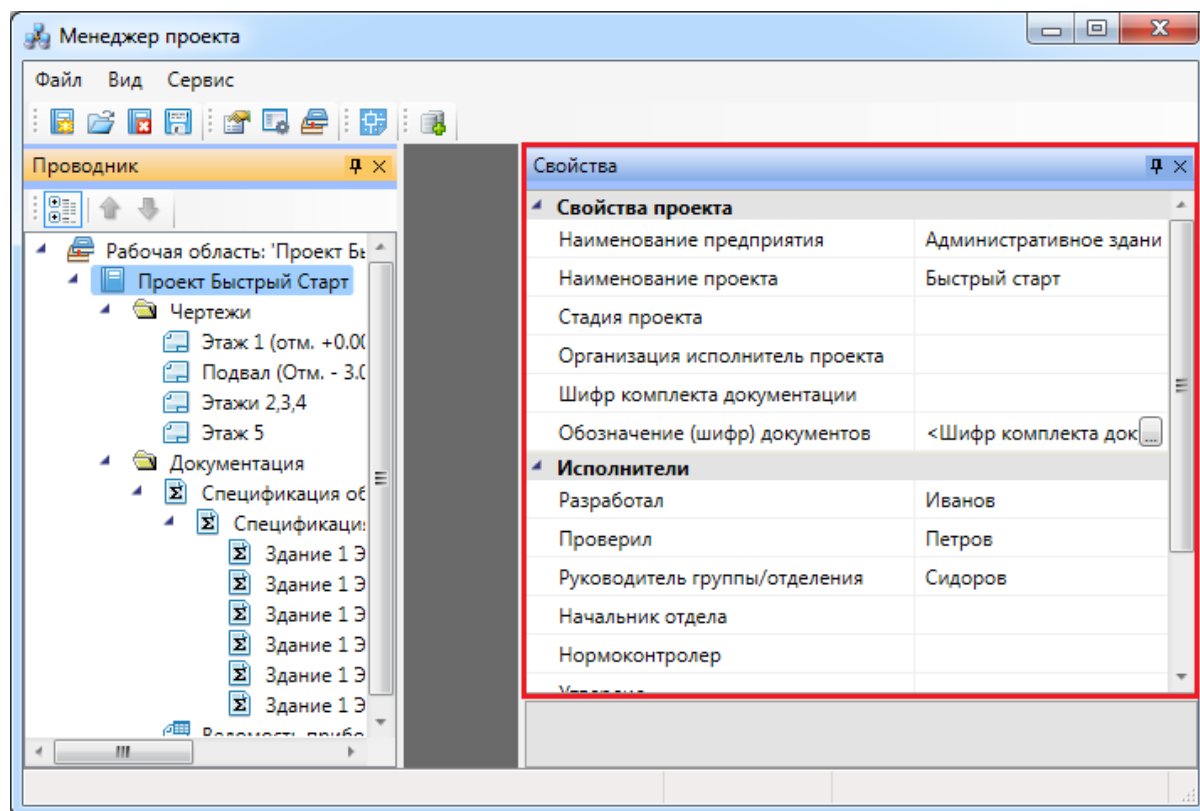 Менеджер проекта
Файл Вид Сервис
Проводник
Рабочая область: 'Проект Бы
Проект Быстрый Старт
Чертежи
Этаж 1 (отм. +0.00
Подвал (Отм. - 3.0
Этажи 2,3,4
Этаж 5
Документация
Спецификация об
Спецификация
Здание 1 Э
Здание 1 Э
Здание 1 Э
Здание 1 Э
Здание 1 Э
Здание 1 Э
Свойства
Свойства проекта
Наименование предприятия Административное здани
Наименование проекта Быстрый старт
Стадия проекта
Организация исполнитель проекта
Шифр комплекта документации
Обозначение (шифр) документов <Шифр комплекта док ...
Исполнители
Разработал Иванов
Проверил Петров
Руководитель группы/отделения Сидоров
Начальник отдела
Нормоконтролер